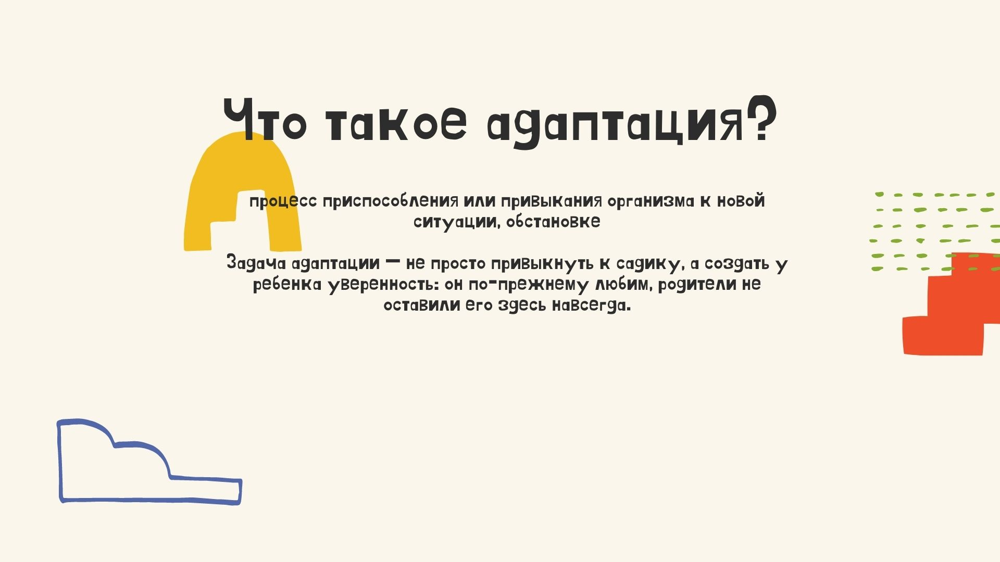 Что такое адаптация?
процесс приспособления или привыкания организма к новой
ситуации, обстановке
Задача адаптации — не просто привыкнуть к садику, а создать у
ребенка уверенность: он по-прежнему любим, родители не
оставили его здесь навсегда.